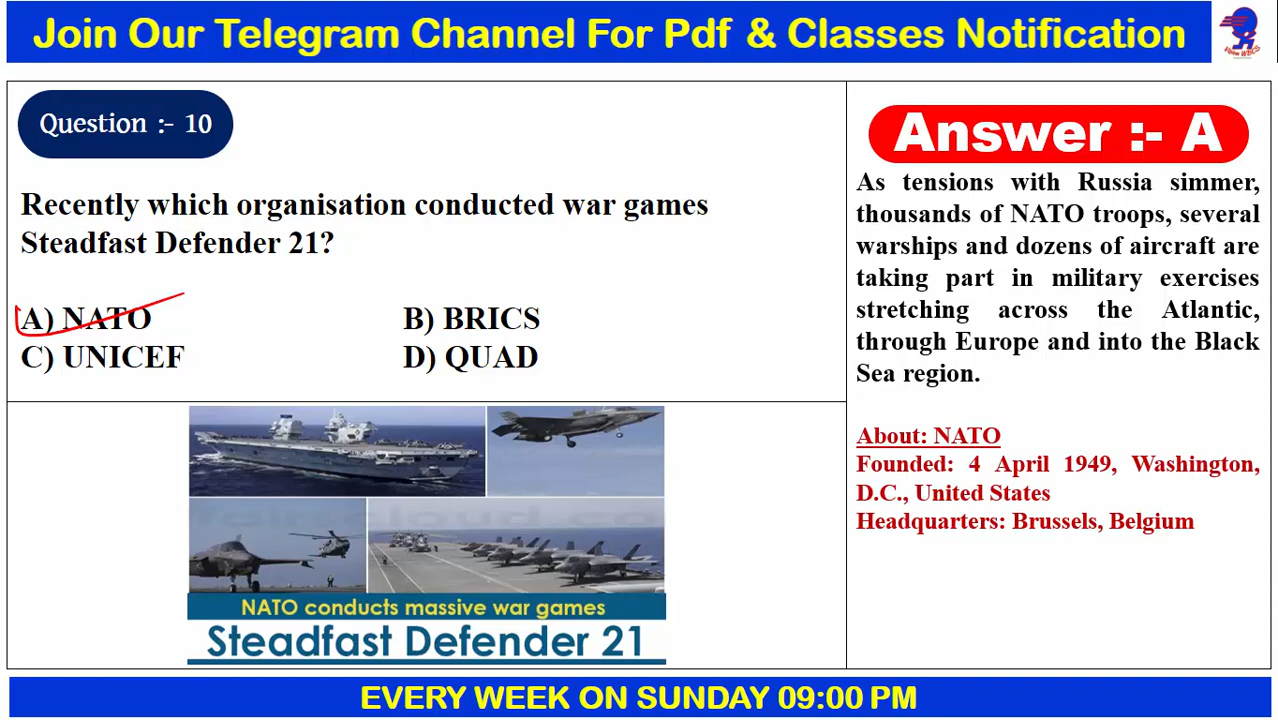 Join Our Telegram Channel For Pdf & Classes Notification
Question :- 10
Recently which organisation conducted war games
Steadfast Defender 21?
A) NATO
B) BRICS
C) UNICEF
D) QUAD
NATO conducts massive war games
Steadfast Defender 21
Answer :- A
As tensions with Russia simmer,
thousands of NATO troops, several
warships and dozens of aircraft are
taking part in military exercises
stretching across the Atlantic,
through Europe and into the Black
Sea region.
About: NATO
Founded: 4 April 1949, Washington,
D.C., United States
Headquarters: Brussels, Belgium
EVERY WEEK ON SUNDAY 09:00 PM